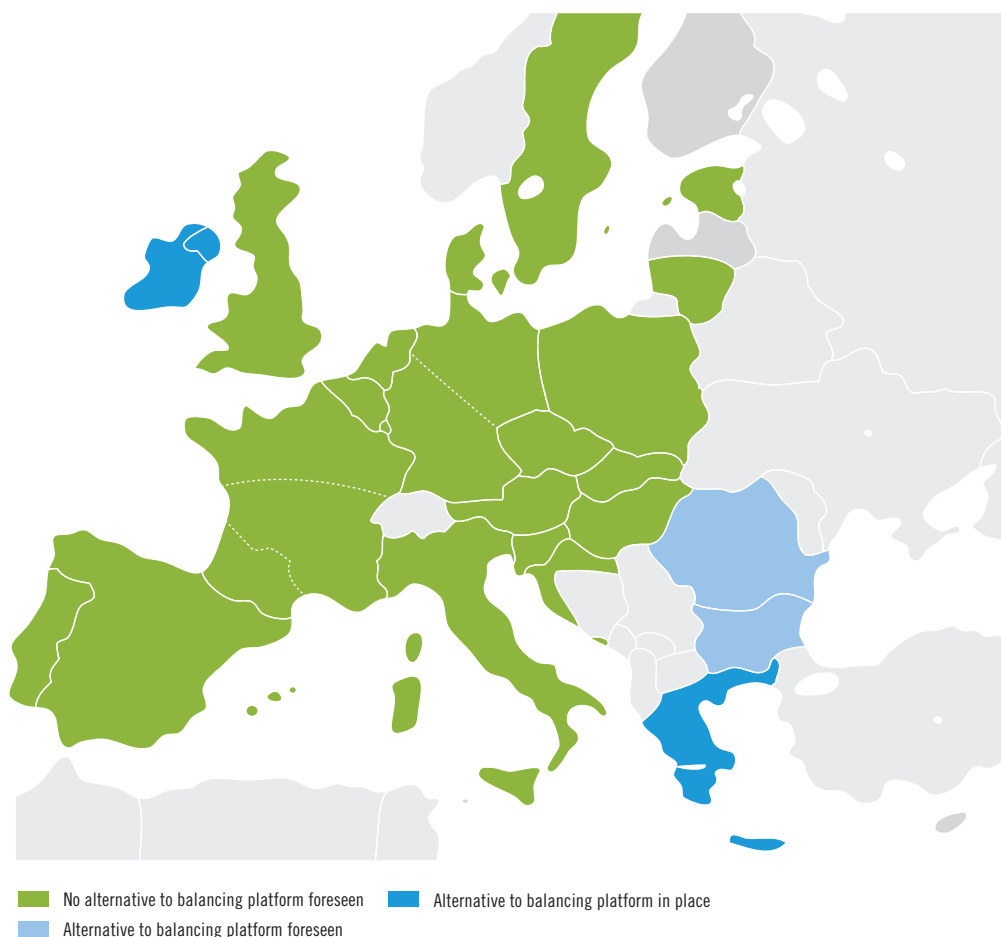 No alternative to balancing platform foreseen
Alternative to balancing platform in place
Alternative to balancing platform foreseen